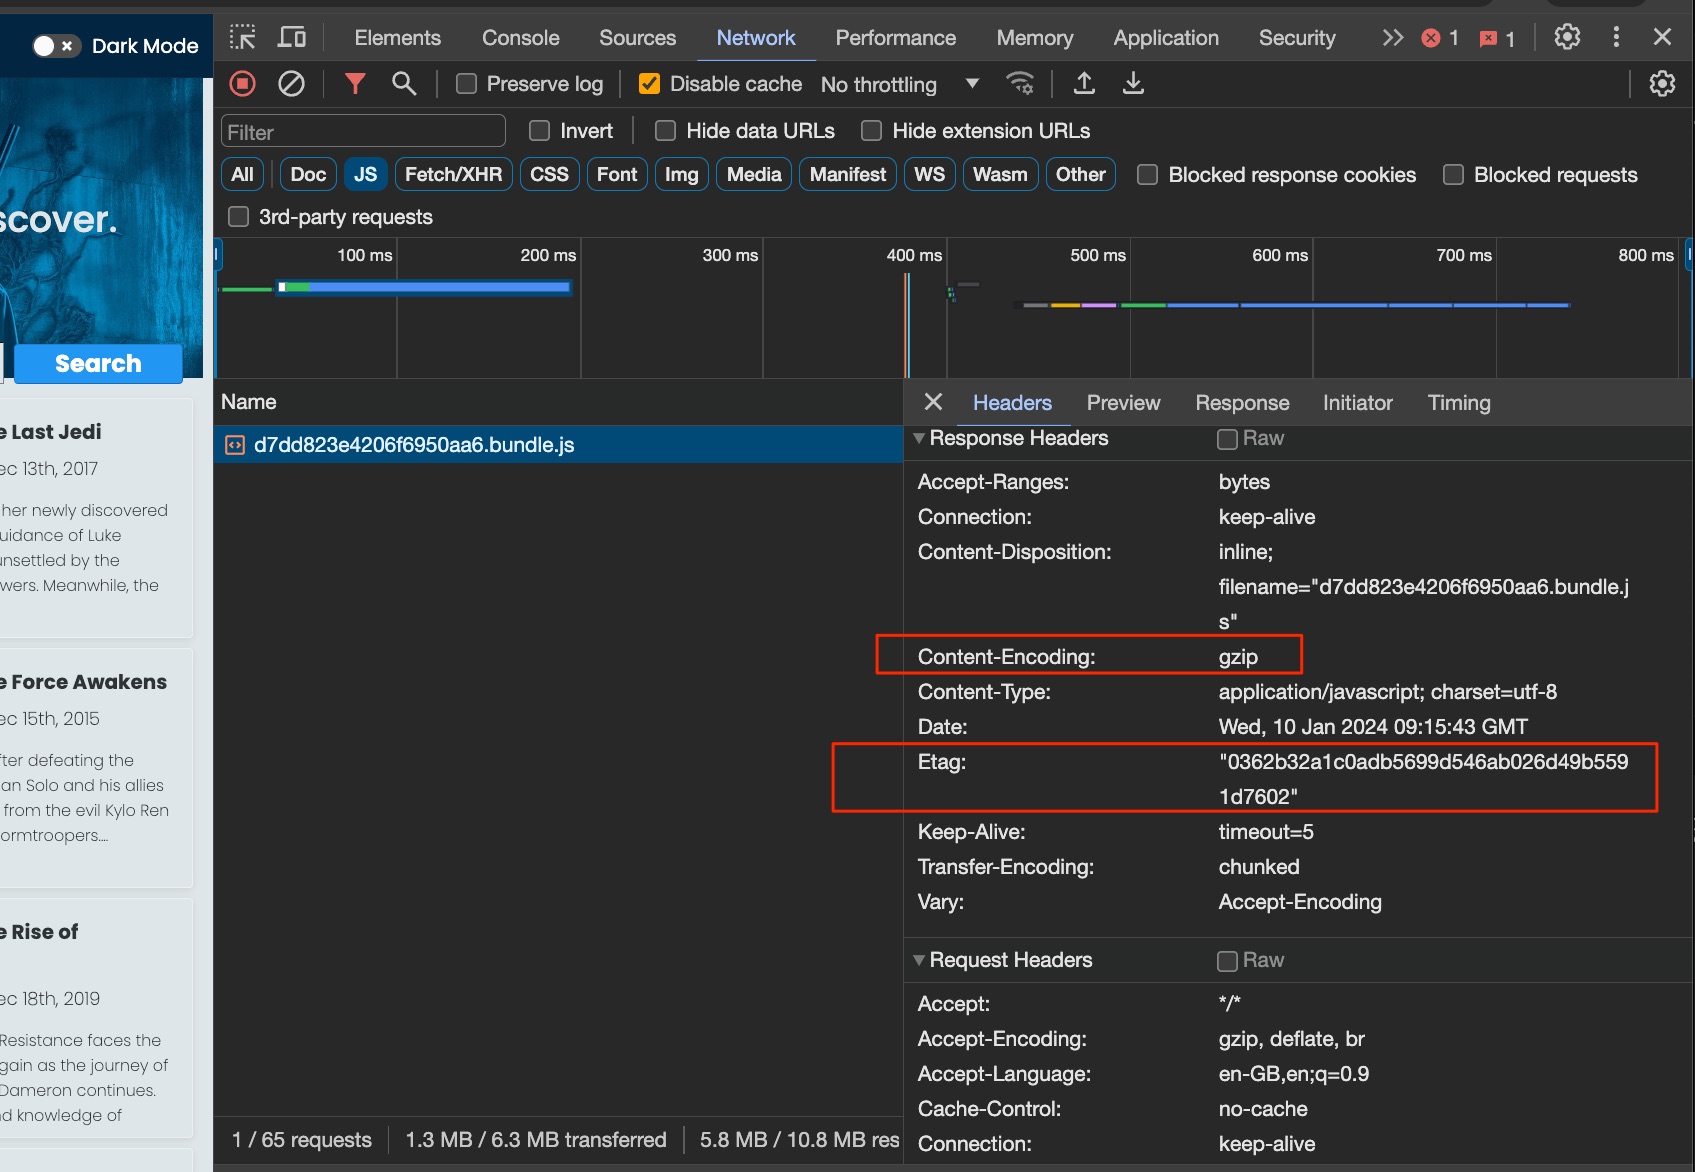 Dark Mode
scover.
Search
e Last Jedi
ec 13th, 2017
her newly discovered
uidance of Luke
unsettled by the
wers. Meanwhile, the
e Force Awakens
ec 15th, 2015
fter defeating the
an Solo and his allies
from the evil Kylo Ren
ormtroopers....
e Rise of
ec 18th, 2019
Resistance faces the
gain as the journey of
Dameron continues.
nd knowledge of
Elements Console Sources Network Performance Memory Application Security 1 1
Preserve log Disable cache No throttling
Filter Invert Hide data URLs Hide extension URLs
All Doc JS Fetch/XHR CSS Font Img Media Manifest WS Wasm Other Blocked response cookies Blocked requests
3rd-party requests
100 ms 200 ms 300 ms 400 ms 500 ms 600 ms 700 ms 800 ms
Name
d7dd823e4206f6950aa6.bundle.js
Headers Preview Response Initiator Timing
Response Headers Raw
Accept-Ranges: bytes
Connection: keep-alive
Content-Disposition: inline;
filename="d7dd823e4206f6950aa6.bundle.j
s"
Content-Encoding: gzip
Content-Type: application/javascript; charset=utf-8
Date: Wed, 10 Jan 2024 09:15:43 GMT
Etag: "0362b32a1c0adb5699d546ab026d49b559
1d7602"
Keep-Alive: timeout=5
Transfer-Encoding: chunked
Vary: Accept-Encoding
Request Headers Raw
Accept: */*
Accept-Encoding: gzip, deflate, br
Accept-Language: en-GB,en;q=0.9
Cache-Control: no-cache
Connection: keep-alive
1 / 65 requests 1.3 MB / 6.3 MB transferred 5.8 MB / 10.8 MB res